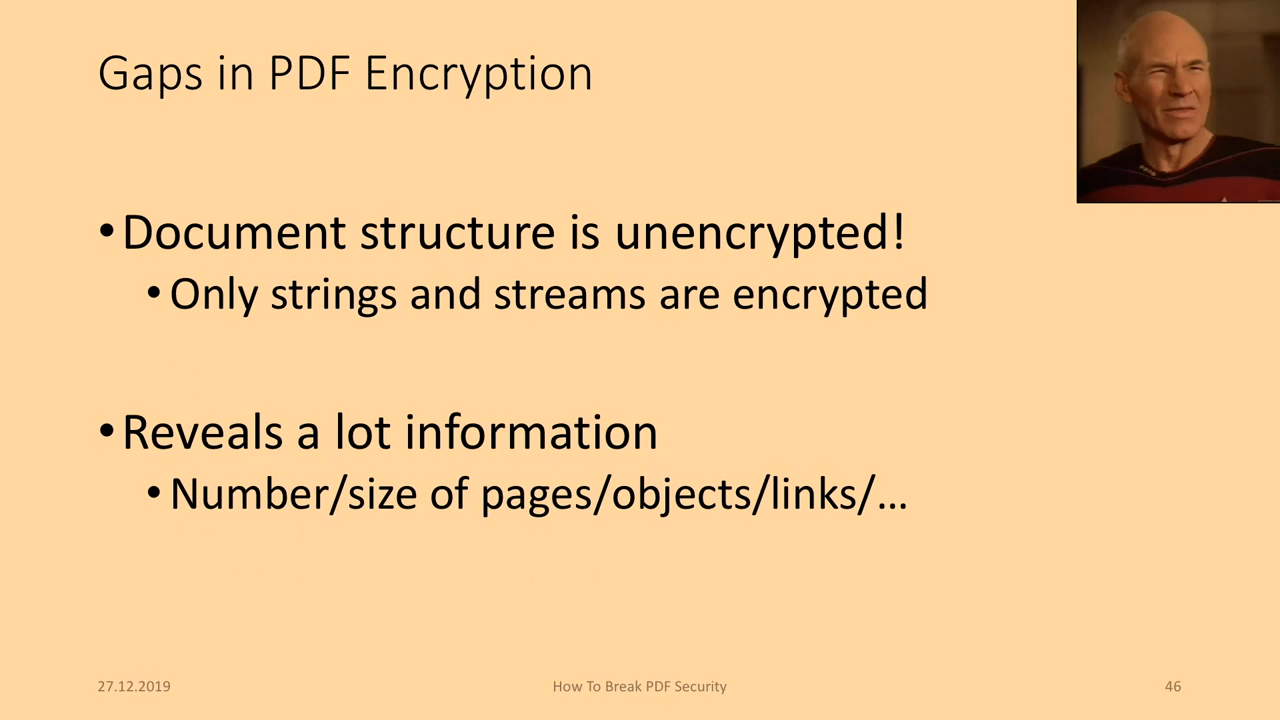 Gaps in PDF Encryption
•Document structure is unencrypted!
•Only strings and streams are encrypted
•Reveals a lot information
•Number/size of pages/objects/links/…
27.12.2019
How To Break PDF Security
46